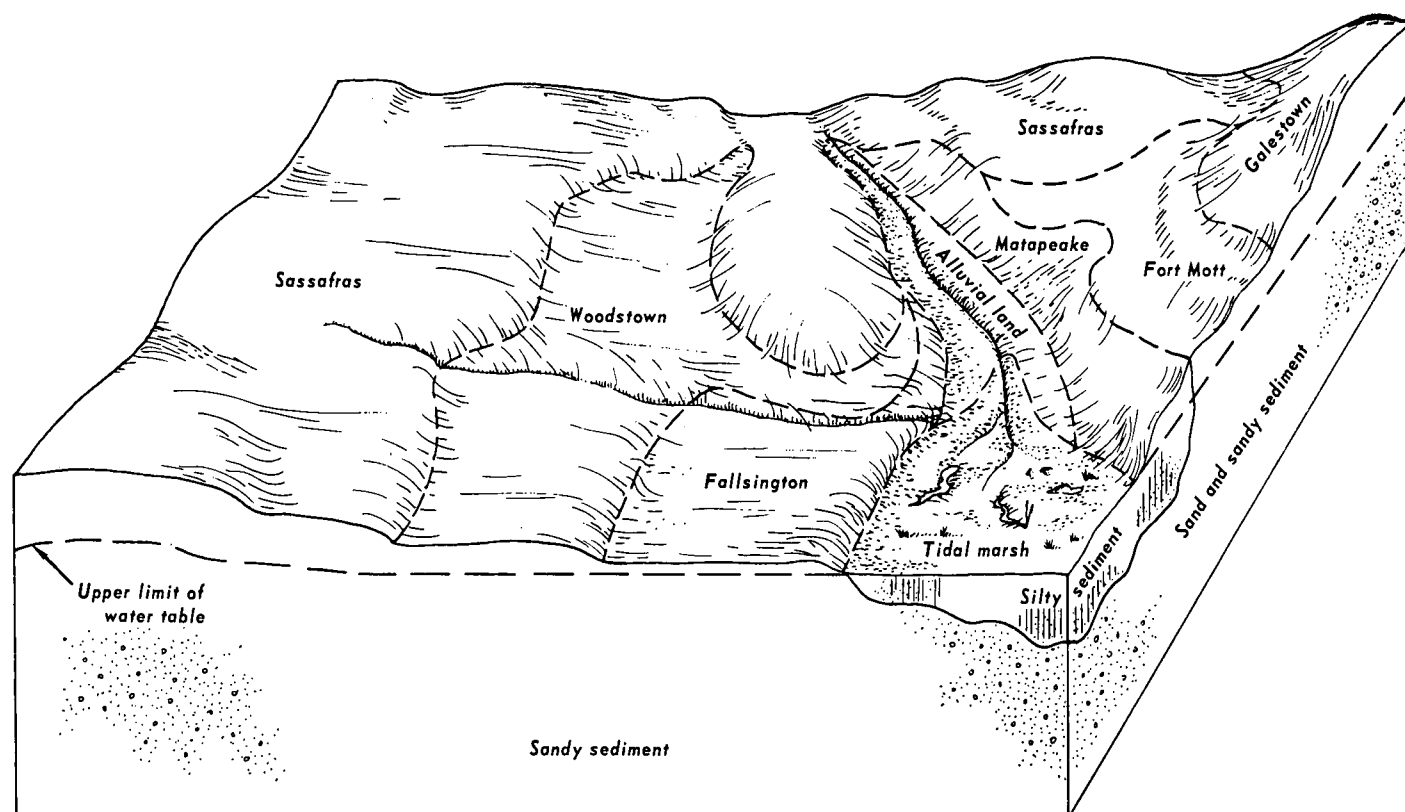 Sassafras
Galestown
Matapeake
Fort Mott
Sassafras
Woodstown
Alluvial land
Fallsington
Tidal marsh
Upper limit of
water table
Silty
sediment
Sand and sandy sediment
Sandy sediment